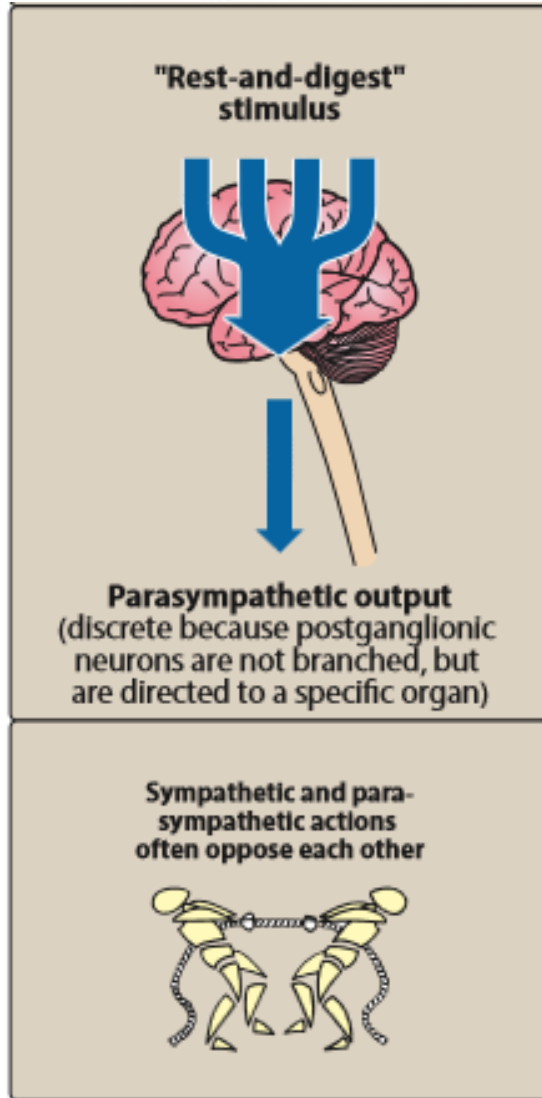 "Rest-and-digest"
stimulus
Parasympathetic output
(discrete because postganglionic
neurons are not branched, but
are directed to a specific organ)
Sympathetic and para-
sympathetic actions
often oppose each other